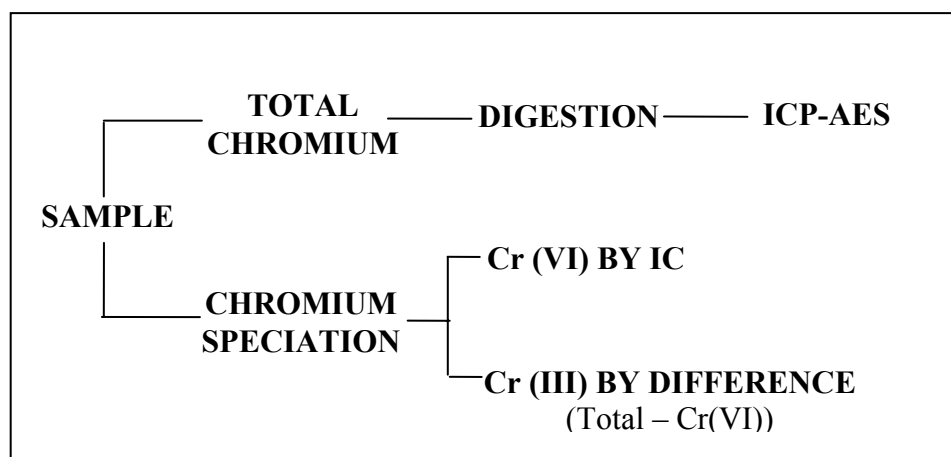 TOTAL
CHROMIUM
DIGESTION
ICP-AES
SAMPLE
Cr (VI) BY IC
CHROMIUM
SPECIATION
Cr (III) BY DIFFERENCE
(Total – Cr(VI))